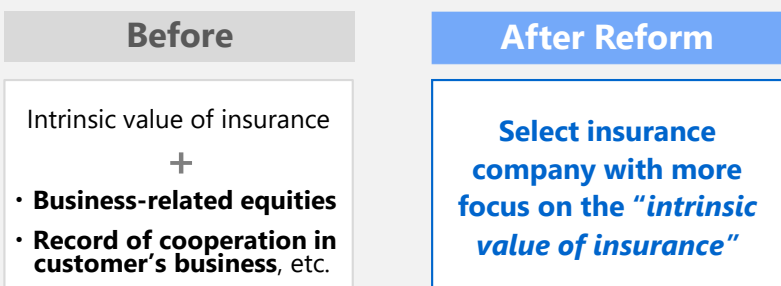 Before
Intrinsic value of insurance
+
・Business-related equities
・Record of cooperation in
customer’s business, etc.
After Reform
Select insurance
company with more
focus on the “intrinsic
value of insurance”